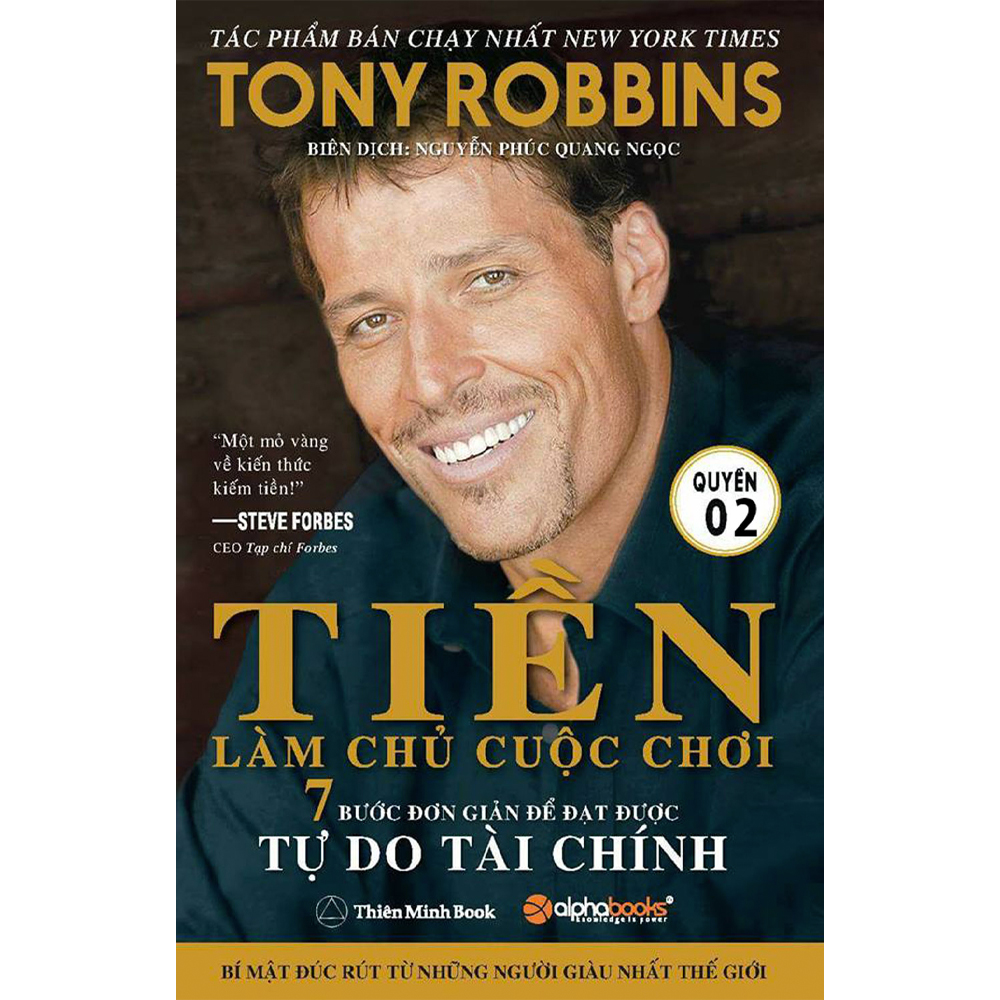 TÁC PHẨM BÁN CHẠY NHẤT NEW YORK TIMES
TONY ROBBINS
BIÊN DỊCH: NGUYỄN PHÚC QUANG NGỌC
“Một mỏ vàng
về kiến thức
kiếm tiền!”
—STEVE FORBES
CEO Tạp chí Forbes
QUYỂN
02
TIỀN
LÀM CHỦ CUỘC CHƠI
7 BƯỚC ĐƠN GIẢN ĐỂ ĐẠT ĐƯỢC
TỰ DO TÀI CHÍNH
Thiên Minh Book
alphabooks
knowledge is power
BÍ MẬT ĐÚC RÚT TỪ NHỮNG NGƯỜI GIÀU NHẤT THẾ GIỚI